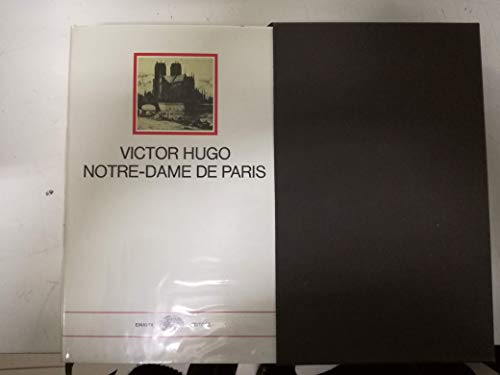 VICTOR HUGO
NOTRE-DAME DE PARIS